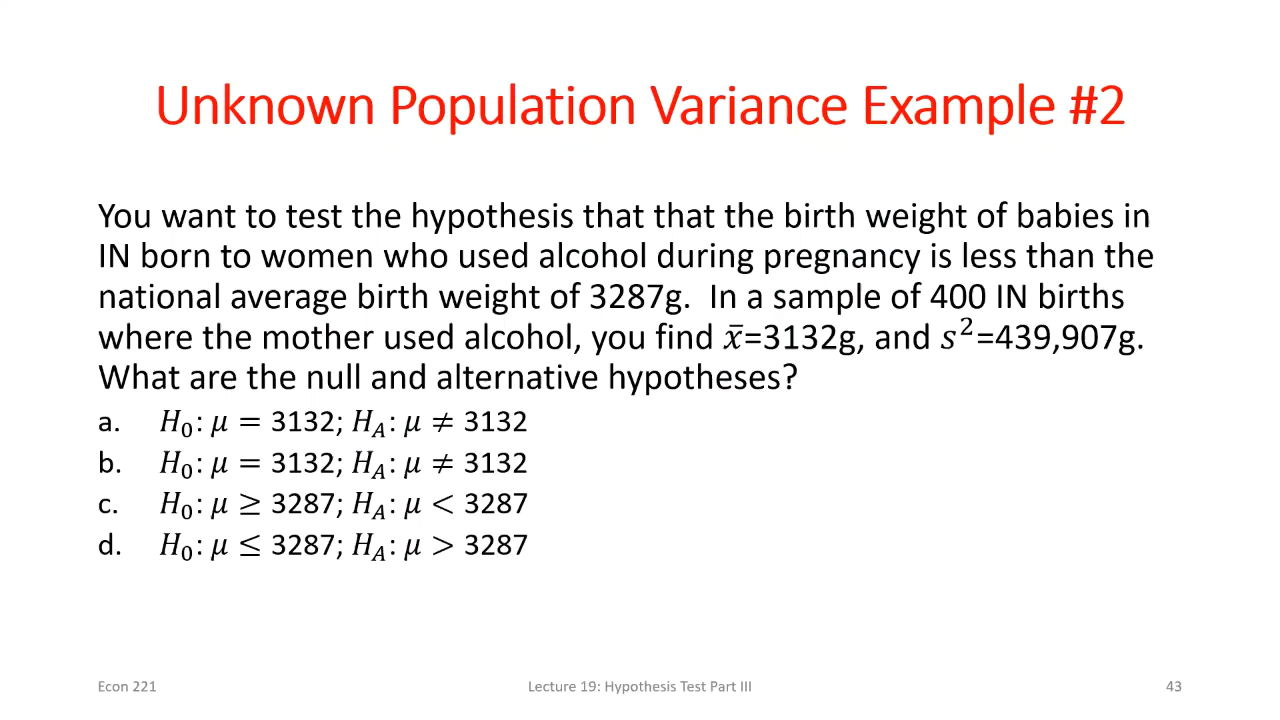 Unknown Population Variance Example #2
You want to test the hypothesis that that the birth weight of babies in
IN born to women who used alcohol during pregnancy is less than the
national average birth weight of 3287g. In a sample of 400 IN births
where the mother used alcohol, you find x̄=3132g, and s²=439,907g.
What are the null and alternative hypotheses?
a. H₀: μ = 3132; H_A: μ ≠ 3132
b. H₀: μ = 3132; H_A: μ ≠ 3132
c. H₀: μ ≥ 3287; H_A: μ < 3287
d. H₀: μ ≤ 3287; H_A: μ > 3287
Econ 221 Lecture 19: Hypothesis Test Part III 43